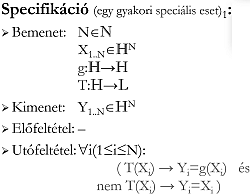 Specifikáció (egy gyakori speciális eset)₁:
➢ Bemenet: N∈N
X₁..N∈Hᴺ
g:H→H
T:H→L
➢ Kimenet: Y₁..N∈Hᴺ
➢ Előfeltétel: –
➢ Utófeltétel: ∀i(1≤i≤N):
( T(Xᵢ) → Yᵢ=g(Xᵢ) és
nem T(Xᵢ) → Yᵢ=Xᵢ )